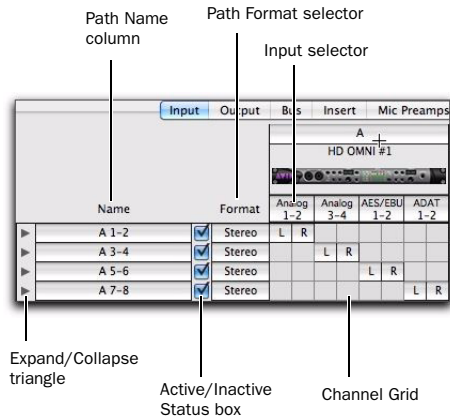 Path Name
column
Path Format selector
Input selector
Input Output Bus Insert Mic Preamps
A
HD OMNI #1
Name Format Analog
1–2 Analog
3–4 AES/EBU
1–2 ADAT
1–2
A 1–2 Stereo L R
A 3–4 Stereo L R
A 5–6 Stereo L R
A 7–8 Stereo L R
Expand/Collapse
triangle
Active/Inactive
Status box
Channel Grid